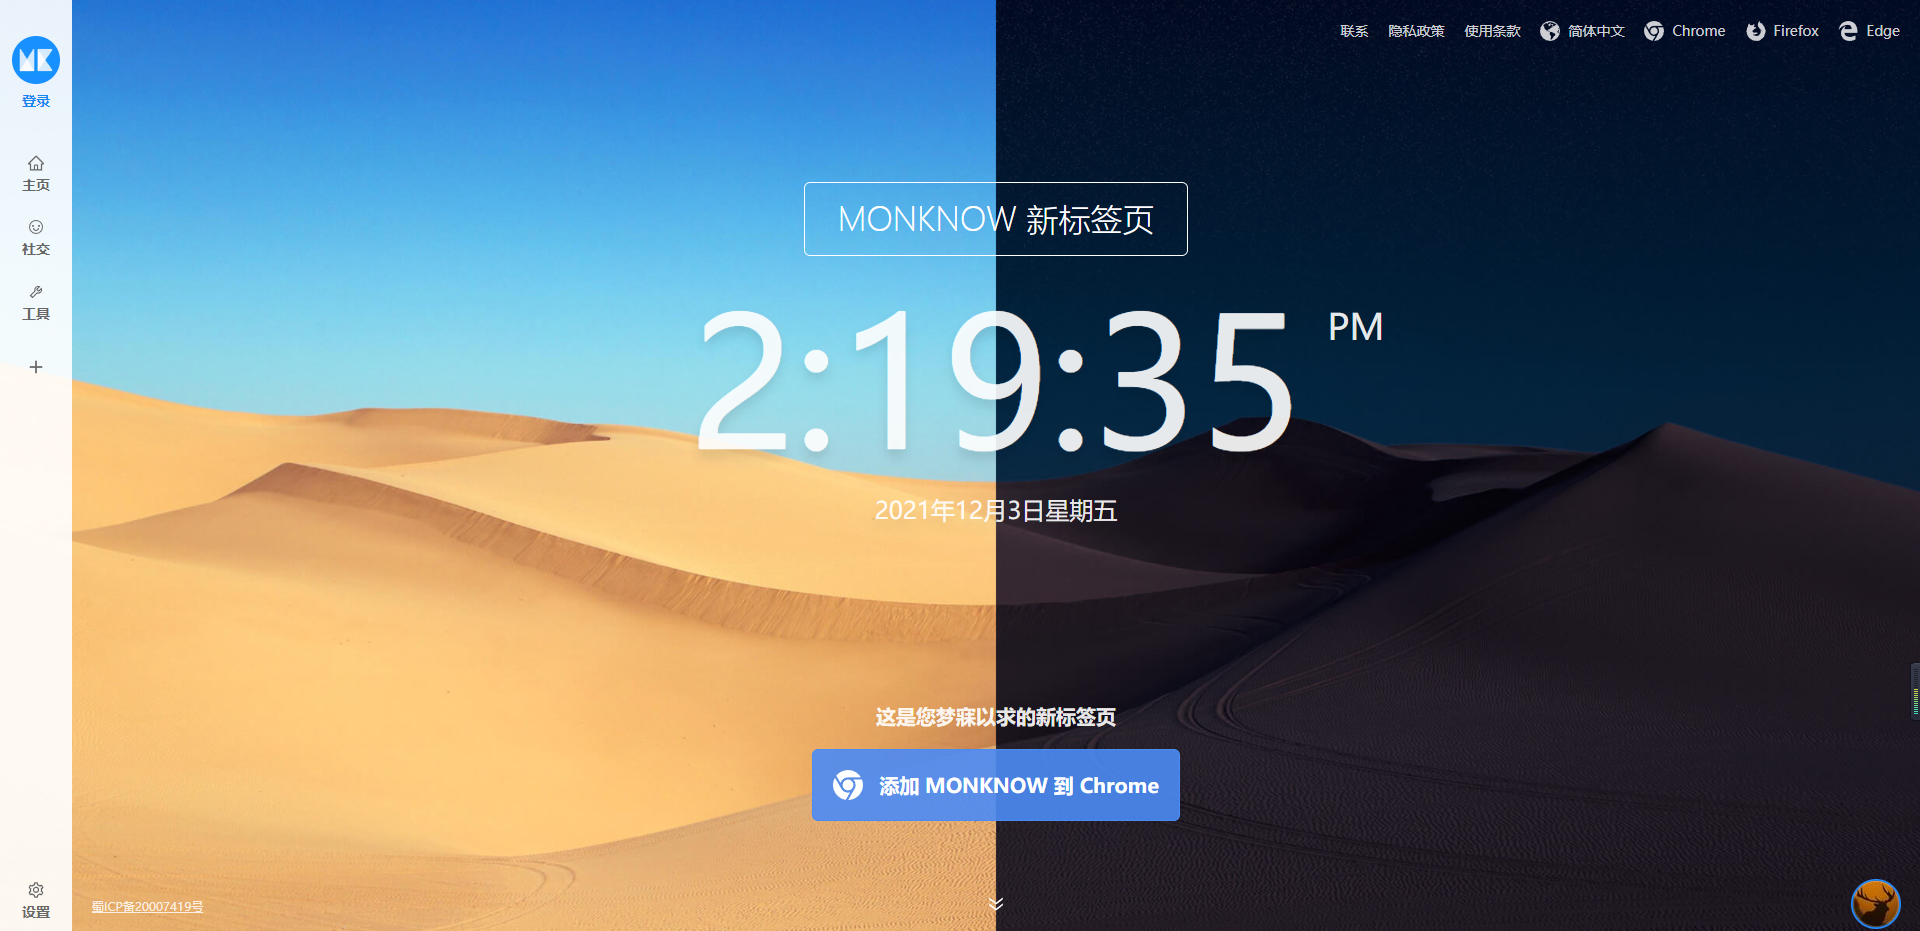 联系 隐私政策 使用条款 简体中文 Chrome Firefox Edge
MK
登录
主页
社交
工具
设置
MONKNOW 新标签页
2:19:35 PM
2021年12月3日星期五
这是您梦寐以求的新标签页
添加 MONKNOW 到 Chrome
蜀ICP备20007419号